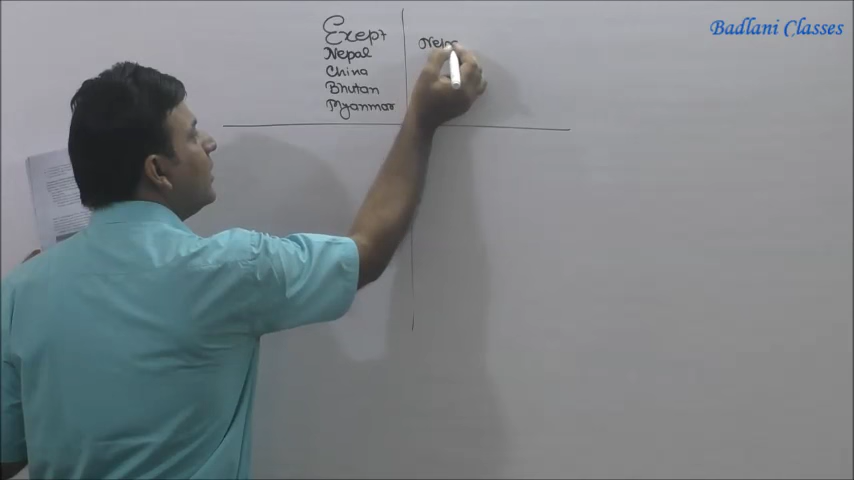 Badlani Classes
Exept
Nepal
China
Bhutan
Myanmar